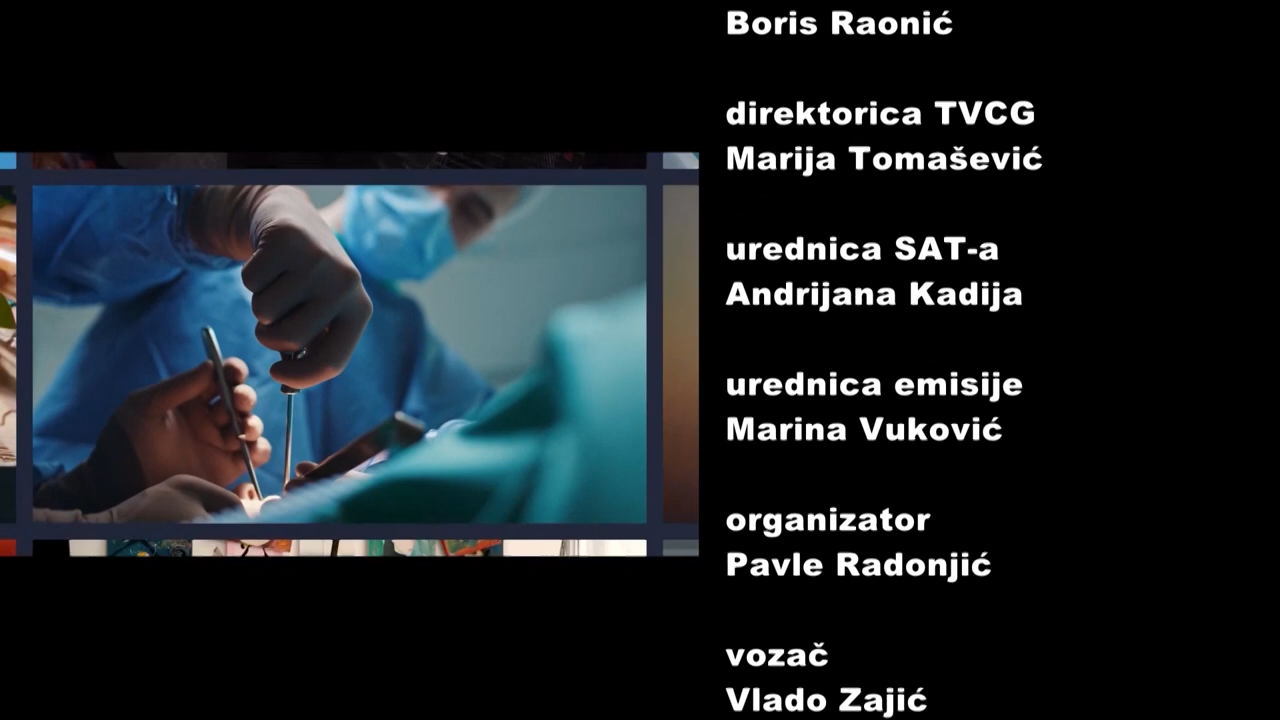 Boris Raonić
direktorica TVCG
Marija Tomašević
urednica SAT-a
Andrijana Kadija
urednica emisije
Marina Vuković
organizator
Pavle Radonjić
vozač
Vlado Zajić